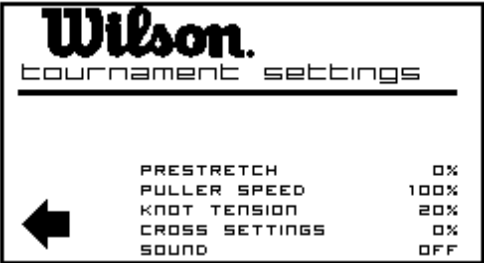 Wilson.
tournament settings
PRESTRETCH 0%
PULLER SPEED 100%
KNOT TENSION 20%
CROSS SETTINGS 0%
SOUND OFF